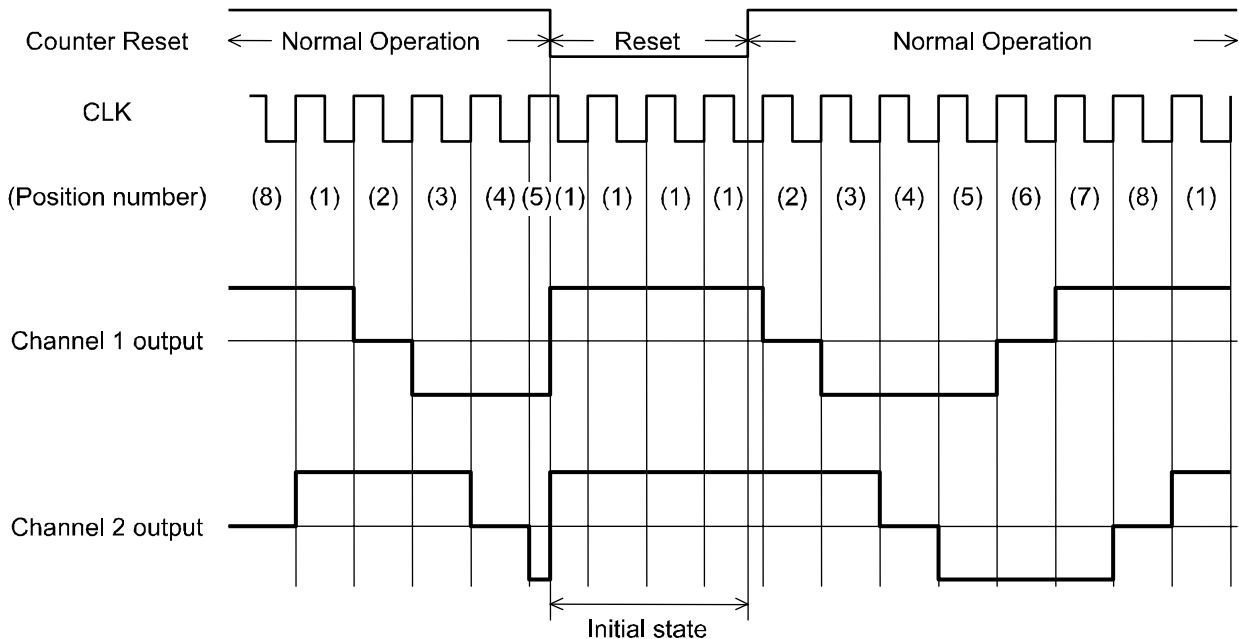 Counter Reset
Normal Operation
Reset
Normal Operation
CLK
(Position number)
(8) (1) (2) (3) (4) (5) (1) (1) (1) (1) (2) (3) (4) (5) (6) (7) (8) (1)
Channel 1 output
Channel 2 output
Initial state